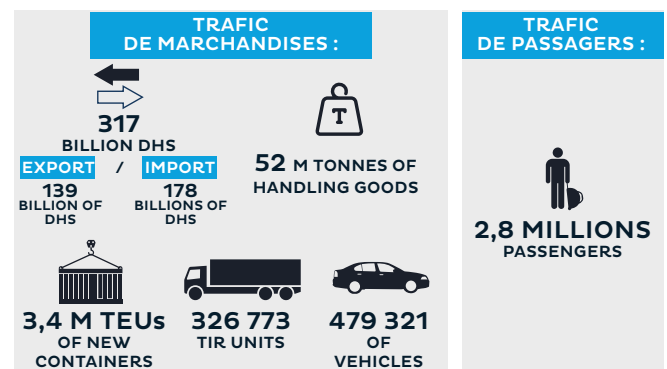 TRAFIC
DE MARCHANDISES :
317
BILLION DHS
EXPORT / IMPORT
139
BILLION OF
DHS
178
BILLIONS OF
DHS
T
52 M TONNES OF
HANDLING GOODS
3,4 M TEUs
OF NEW
CONTAINERS
326 773
TIR UNITS
479 321
OF
VEHICLES
TRAFIC
DE PASSAGERS :
2,8 MILLIONS
PASSENGERS